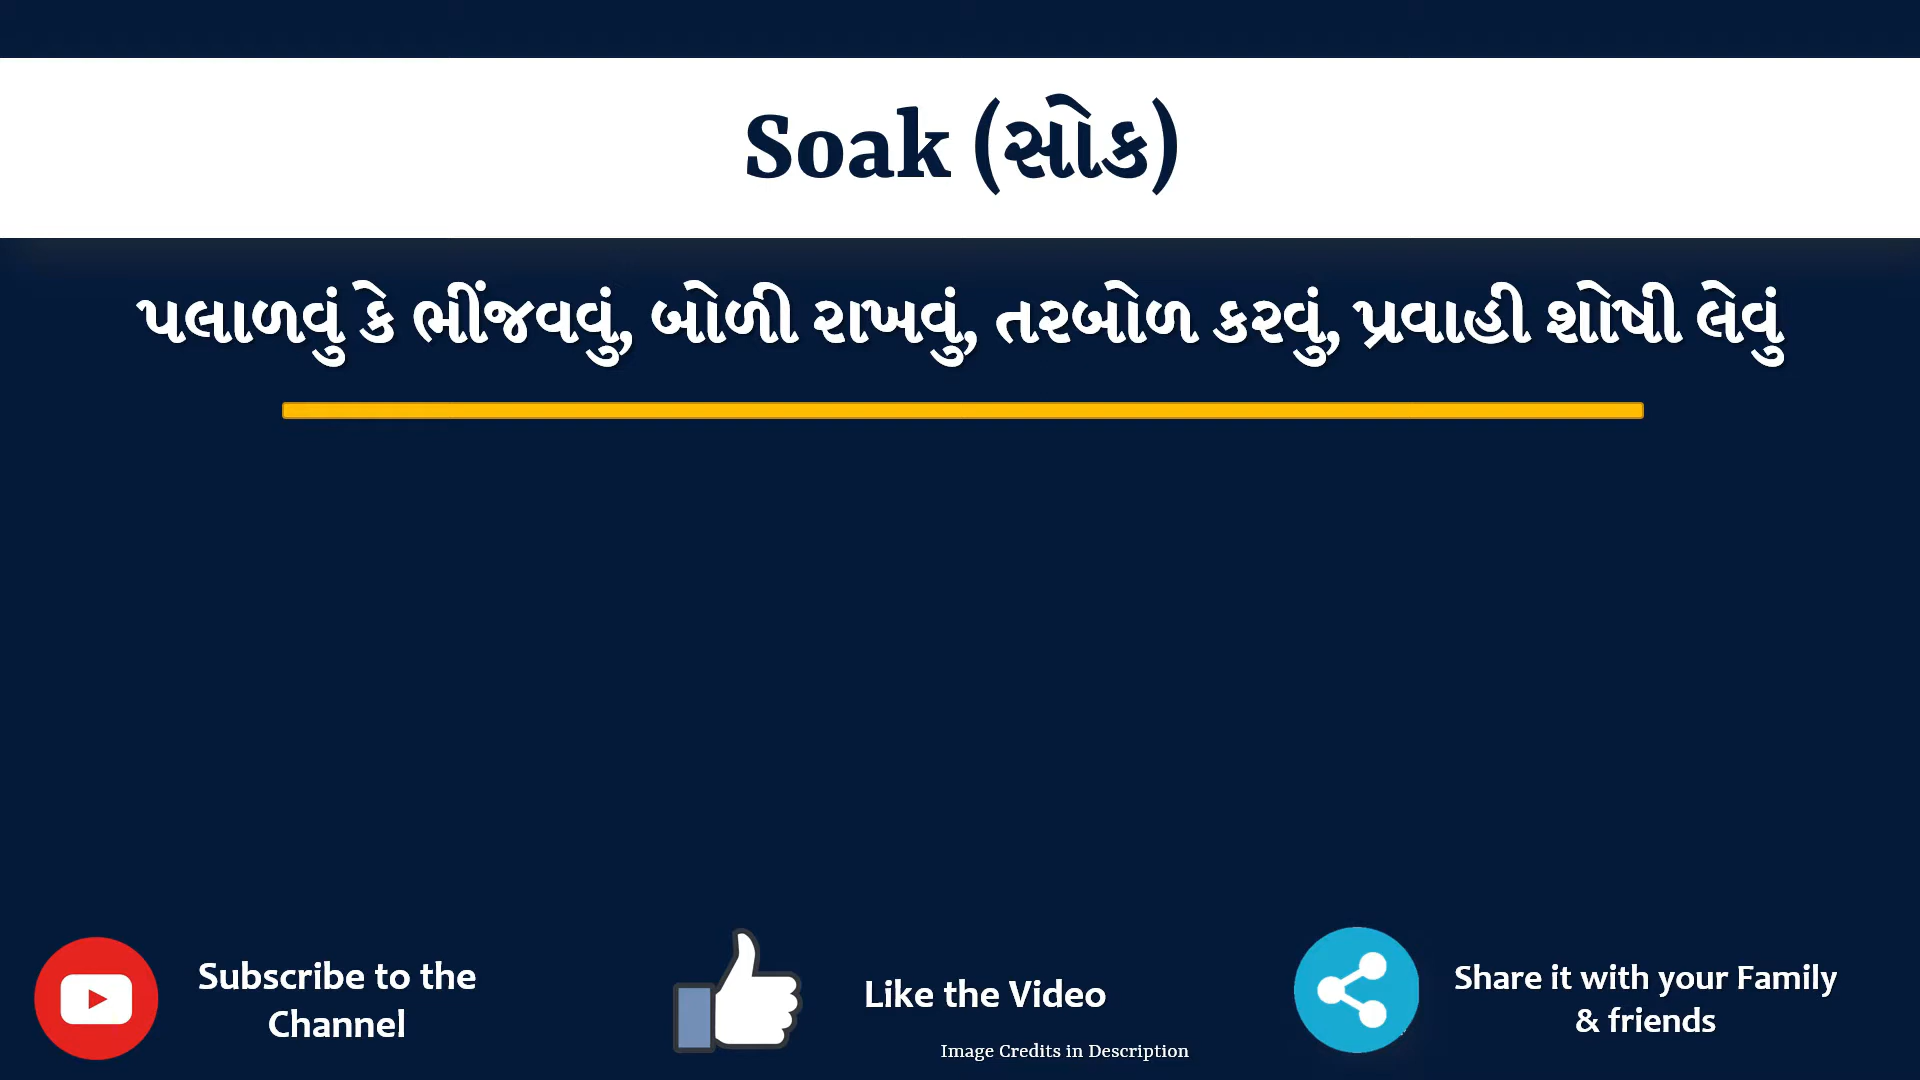 Soak (સોક)
પલાળવું કે ભીંજવવું, બોળી રાખવું, તરબોળ કરવું, પ્રવાહી શોષી લેવું
Subscribe to the
Channel
Like the Video
Image Credits in Description
Share it with your Family
& friends